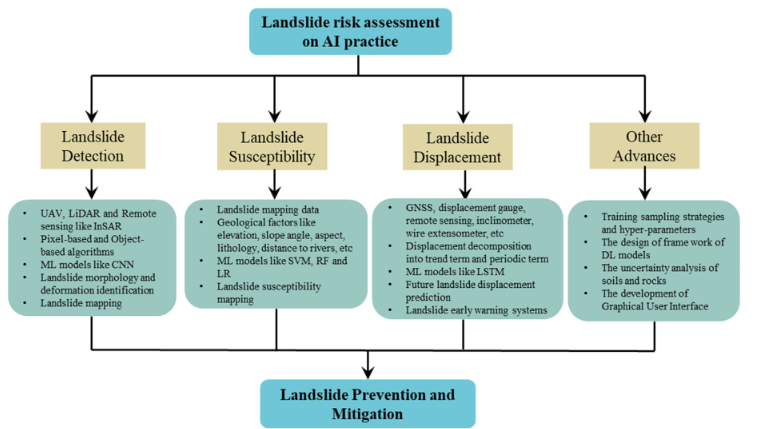 Landslide risk assessment
on AI practice
Landslide
Detection
Landslide
Susceptibility
Landslide
Displacement
Other
Advances
• UAV, LiDAR and Remote
sensing like InSAR
• Pixel-based and Object-
based algorithms
• ML models like CNN
• Landslide morphology and
deformation identification
• Landslide mapping
• Landslide mapping data
• Geological factors like
elevation, slope angle, aspect,
lithology, distance to rivers, etc
• ML models like SVM, RF and
LR
• Landslide susceptibility
mapping
• GNSS, displacement gauge,
remote sensing, inclinometer,
wire extensometer, etc
• Displacement decomposition
into trend term and periodic term
• ML models like LSTM
• Future landslide displacement
prediction
• Landslide early warning systems
• Training sampling strategies
and hyper-parameters
• The design of frame work of
DL models
• The uncertainty analysis of
soils and rocks
• The development of
Graphical User Interface
Landslide Prevention and
Mitigation